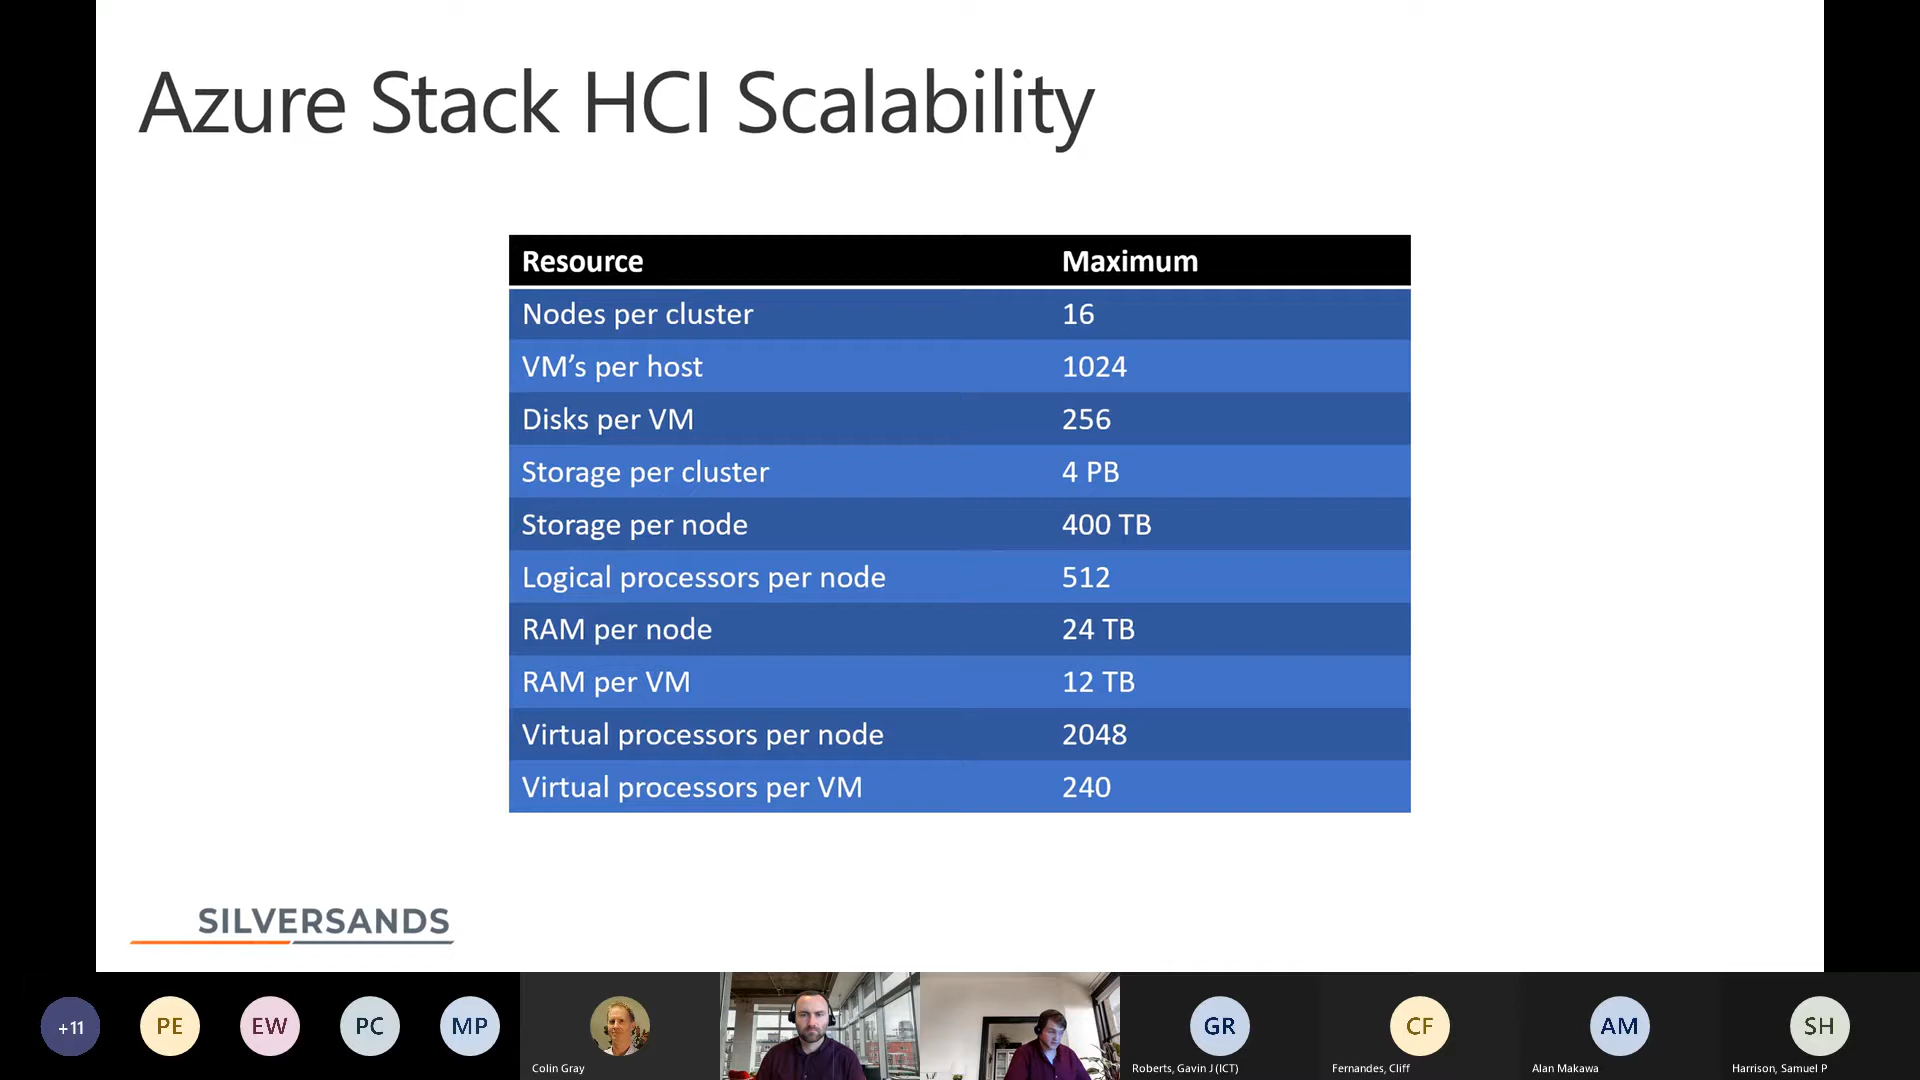 Azure Stack HCI Scalability
Resource Maximum
Nodes per cluster 16
VM’s per host 1024
Disks per VM 256
Storage per cluster 4 PB
Storage per node 400 TB
Logical processors per node 512
RAM per node 24 TB
RAM per VM 12 TB
Virtual processors per node 2048
Virtual processors per VM 240
SILVERSANDS
+11 PE EW PC MP GR CF AM SH
Colin Gray Roberts, Gavin J (ICT) Fernandes, Cliff Alan Makawa Harrison, Samuel P